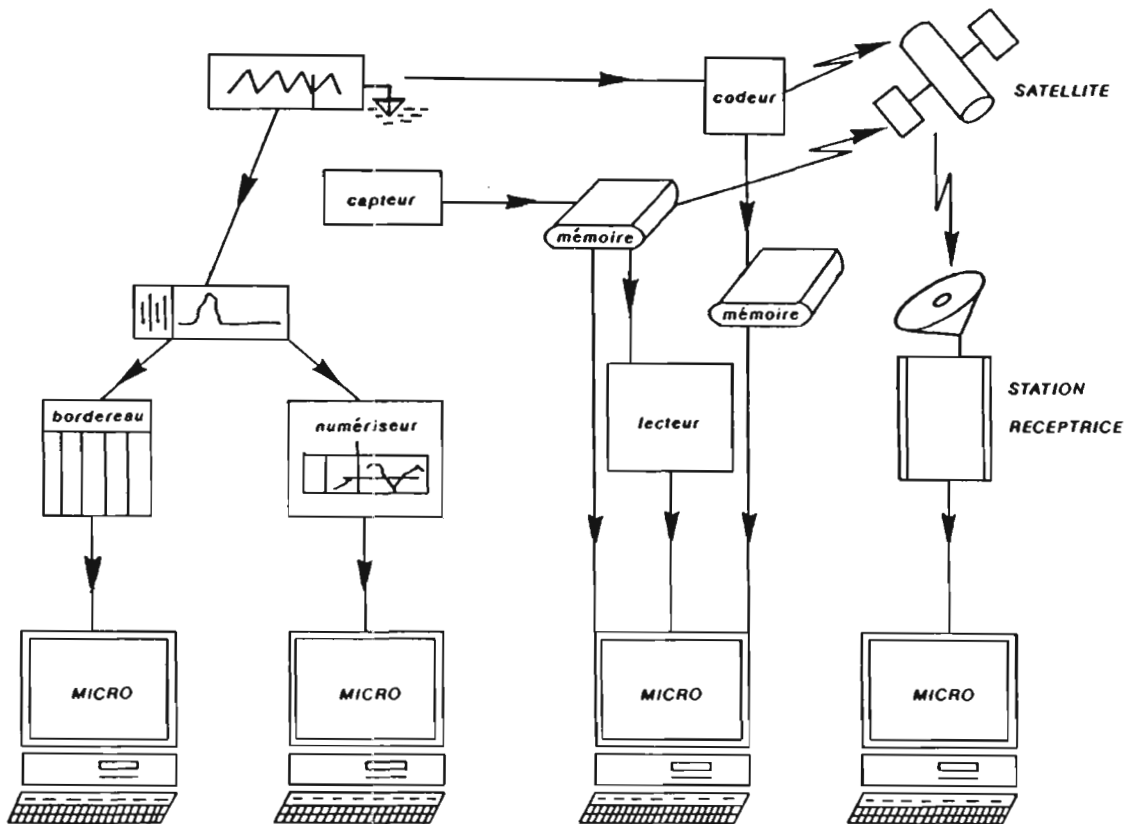 codeur
SATELLITE
capteur
mémoire
mémoire
bordereau
numériseur
lecteur
STATION
RECEPTRICE
MICRO
MICRO
MICRO
MICRO